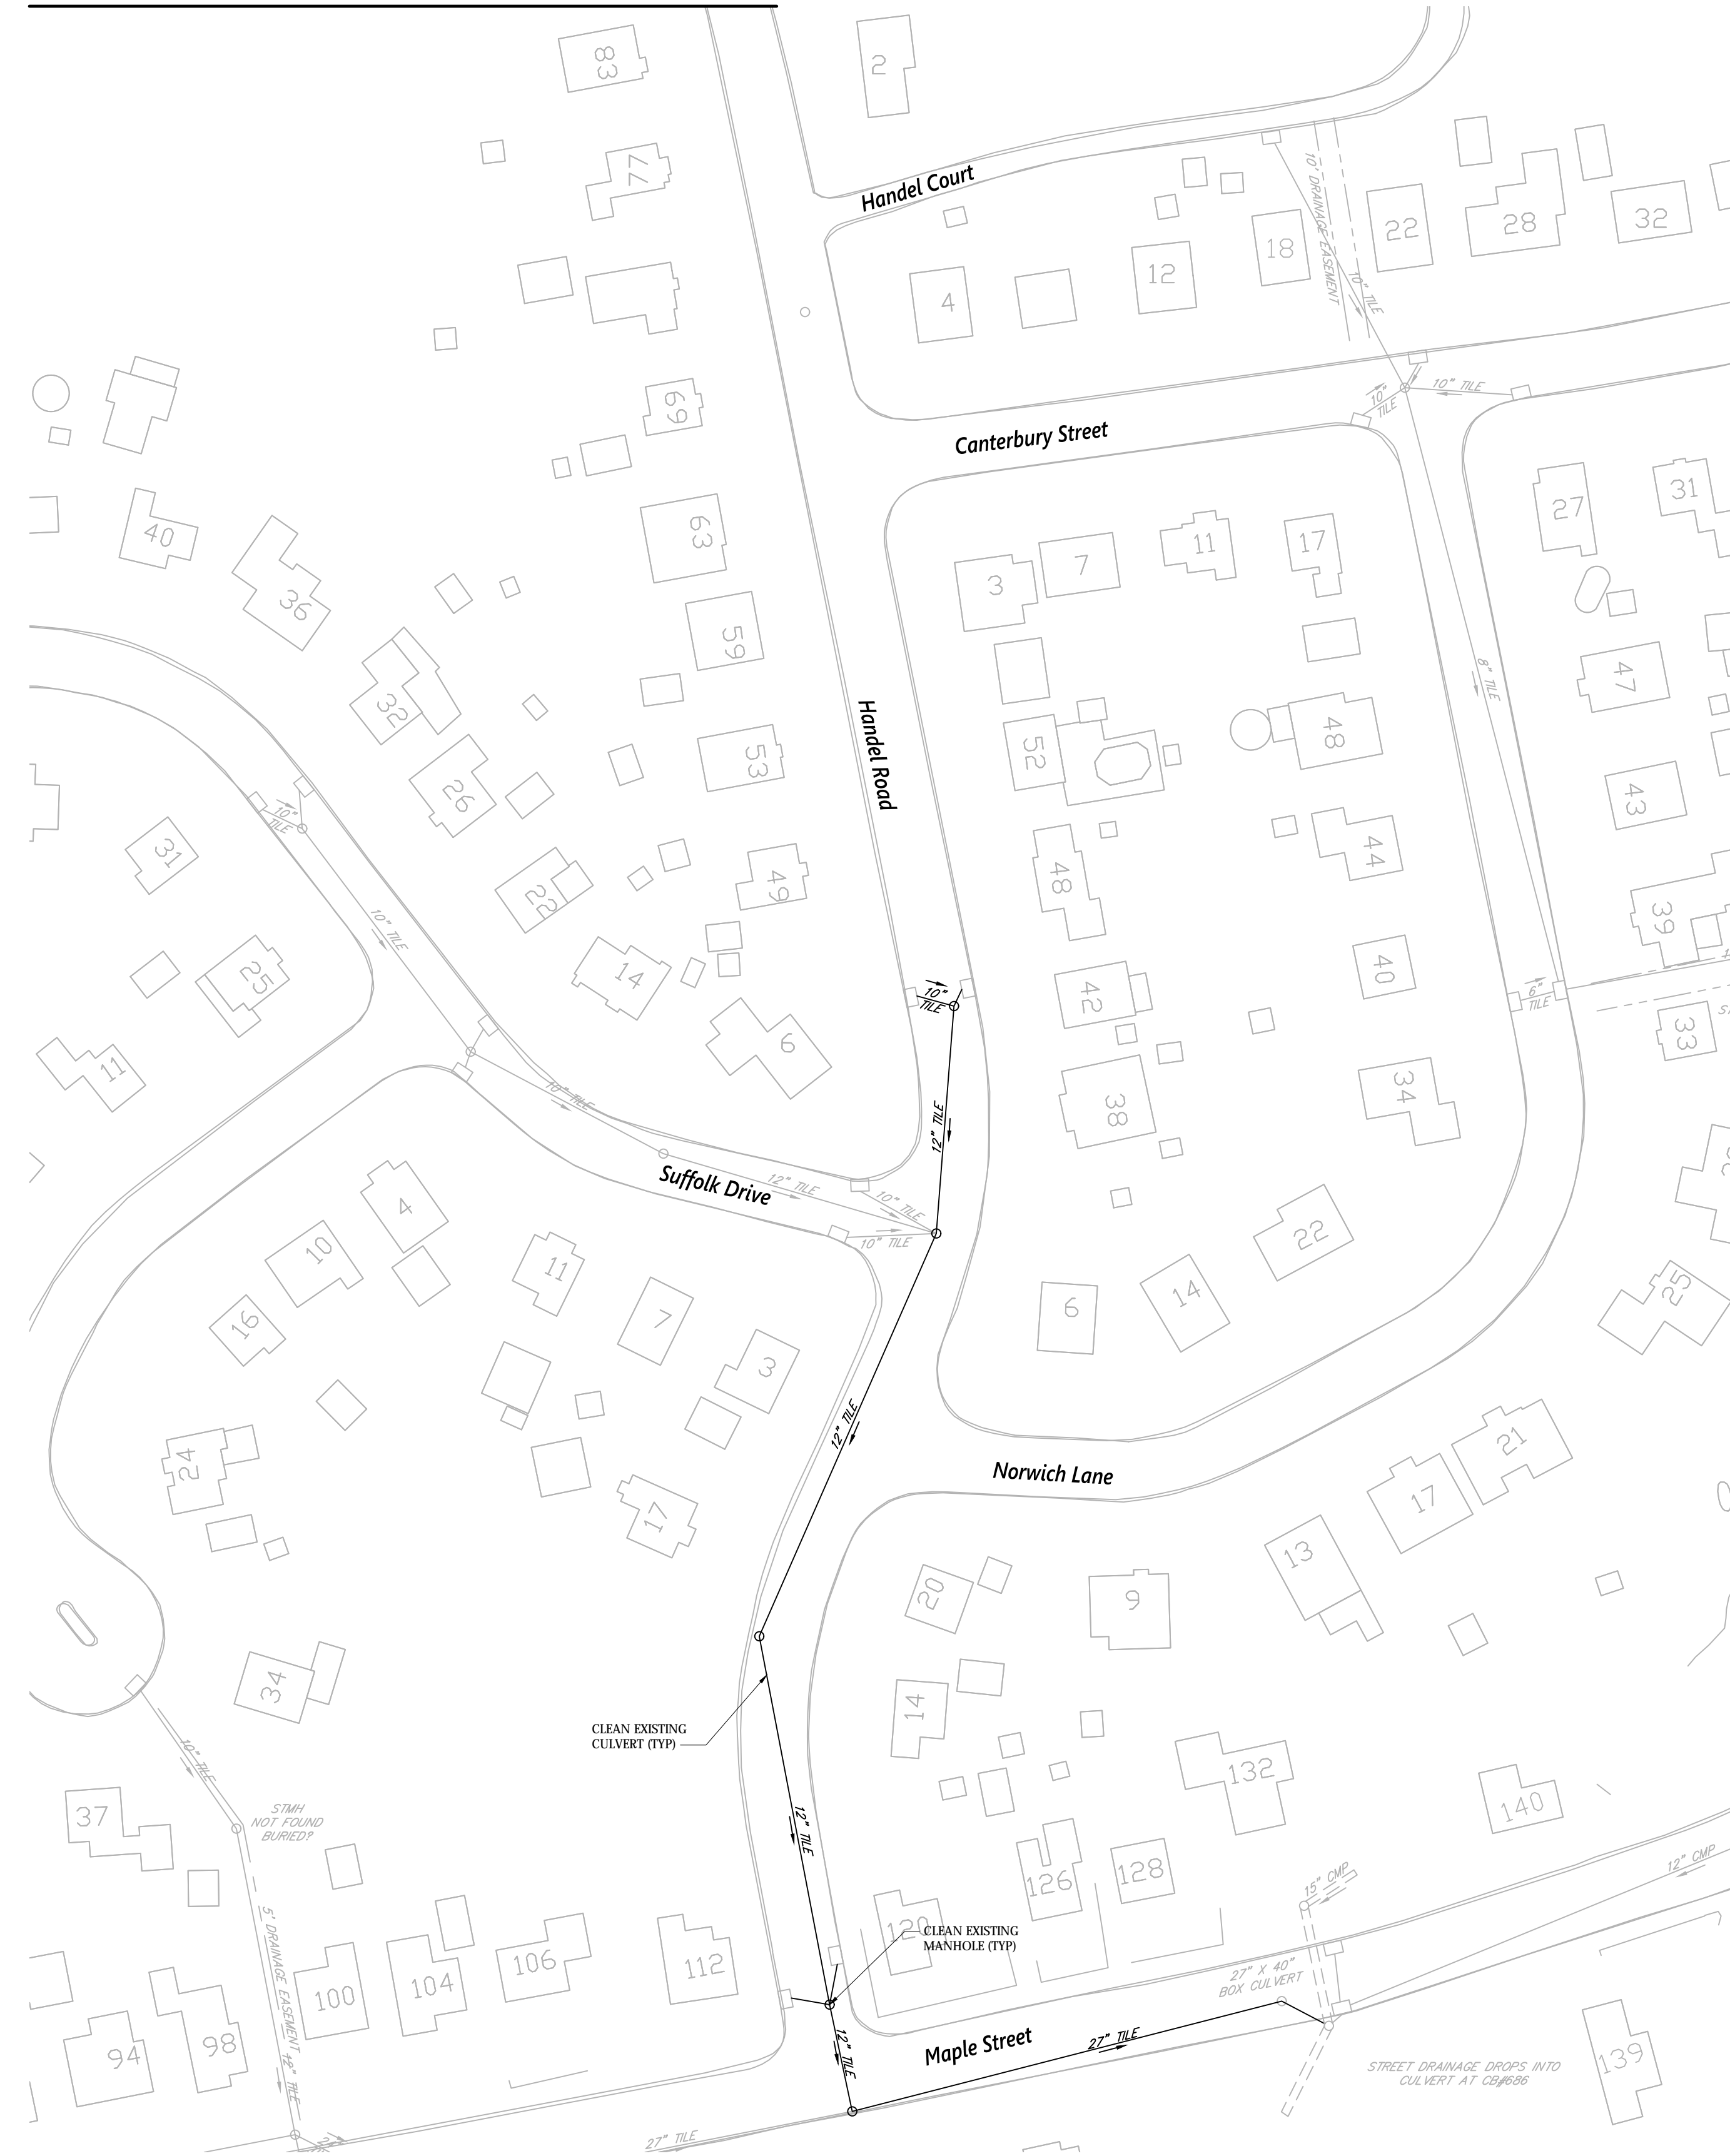 83
2
77
Handel Court
10' DRAINAGE EASEMENT
18
22
28
32
12
4
10" TILE
69
10" TILE
10"
TILE
Canterbury Street
40
63
27
31
3
7
11
17
36
59
47
8" TILE
32
Handel Road
53
52
48
43
26
10"
TILE
31
49
48
44
22
10" TILE
39
25
14
10"
TILE
42
40
6"
TILE
6
33
11
38
34
10" TILE
12" TILE
Suffolk Drive
12" TILE
10" TILE
10" TILE
4
10
11
22
25
16
7
6
14
3
12" TILE
24
Norwich Lane
21
17
17
13
20
9
34
14
CLEAN EXISTING
CULVERT (TYP)
10" TILE
132
37
STMH
NOT FOUND
BURIED?
12" TILE
140
12" CMP
15" CMP
126
128
120
CLEAN EXISTING
MANHOLE (TYP)
5' DRAINAGE EASEMENT
106
112
104
100
27" X 40"
BOX CULVERT
98
94
12" TILE
12" TILE
Maple Street
27" TILE
139
STREET DRAINAGE DROPS INTO
CULVERT AT CB#686
27" TILE